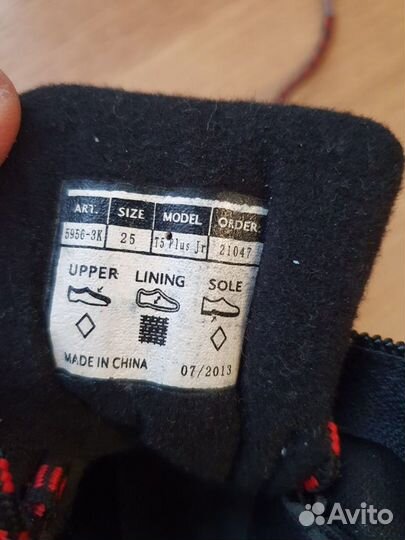 ART. SIZE MODEL ORDER
5956-3K 25 T5 Plus Jr 21047
UPPER LINING SOLE
MADE IN CHINA 07/2013
Avito